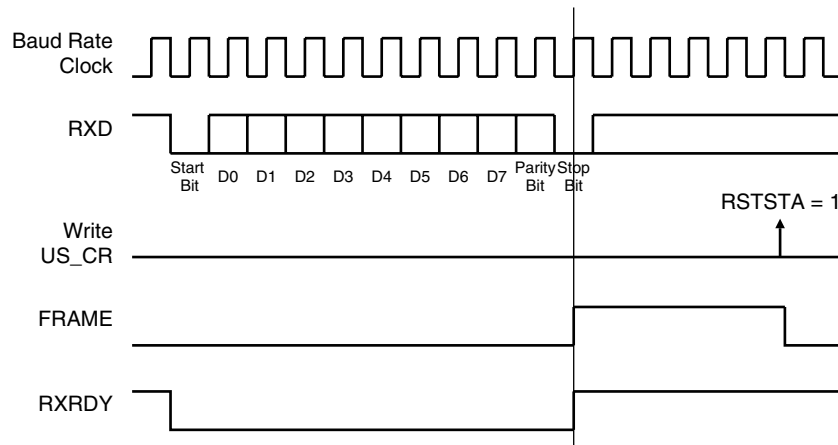 Baud Rate
Clock
RXD
Start
Bit
D0
D1
D2
D3
D4
D5
D6
D7
Parity
Bit
Stop
Bit
RSTSTA = 1
Write
US_CR
FRAME
RXRDY